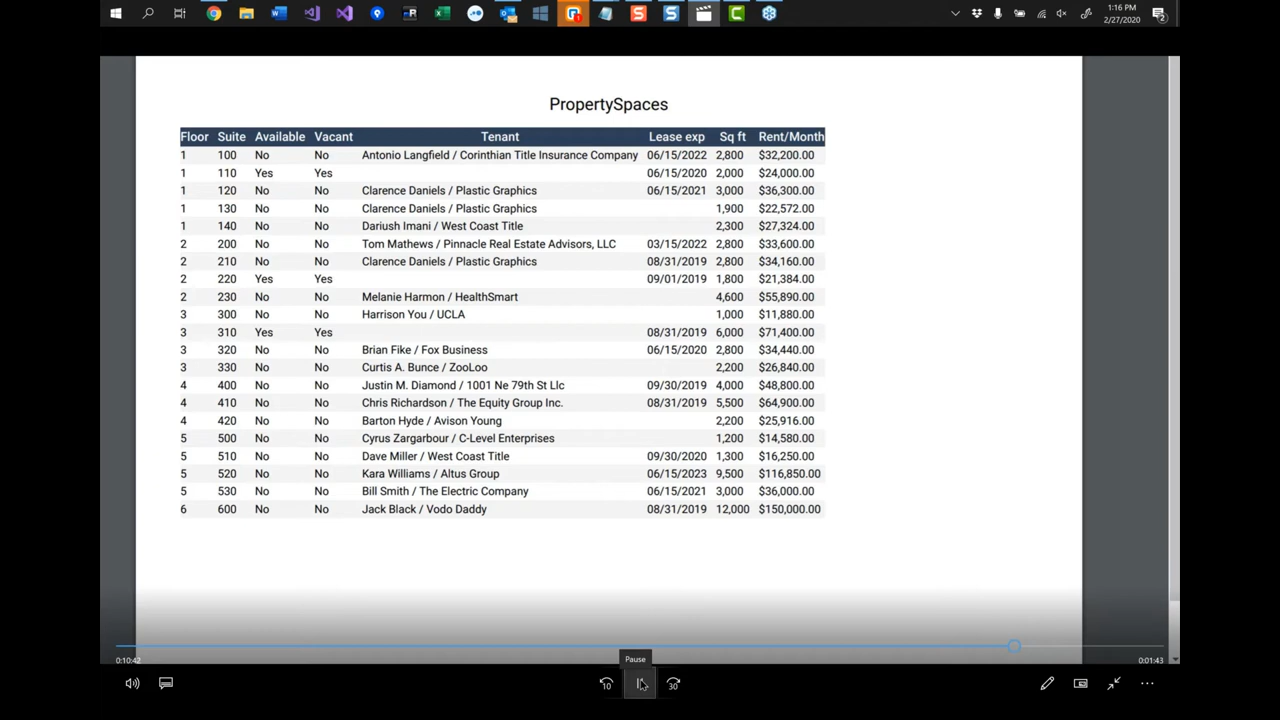 1:16 PM
2/27/2020
2
PropertySpaces
Floor Suite Available Vacant Tenant Lease exp Sq ft Rent/Month
1 100 No No Antonio Langfield / Corinthian Title Insurance Company 06/15/2022 2,800 $32,200.00
1 110 Yes Yes 06/15/2020 2,000 $24,000.00
1 120 No No Clarence Daniels / Plastic Graphics 06/15/2021 3,000 $36,300.00
1 130 No No Clarence Daniels / Plastic Graphics 1,900 $22,572.00
1 140 No No Dariush Imani / West Coast Title 2,300 $27,324.00
2 200 No No Tom Mathews / Pinnacle Real Estate Advisors, LLC 03/15/2022 2,800 $33,600.00
2 210 No No Clarence Daniels / Plastic Graphics 08/31/2019 2,800 $34,160.00
2 220 Yes Yes 09/01/2019 1,800 $21,384.00
2 230 No No Melanie Harmon / HealthSmart 4,600 $55,890.00
3 300 No No Harrison You / UCLA 1,000 $11,880.00
3 310 Yes Yes 08/31/2019 6,000 $71,400.00
3 320 No No Brian Fike / Fox Business 06/15/2020 2,800 $34,440.00
3 330 No No Curtis A. Bunce / ZooLoo 2,200 $26,840.00
4 400 No No Justin M. Diamond / 1001 Ne 79th St Llc 09/30/2019 4,000 $48,800.00
4 410 No No Chris Richardson / The Equity Group Inc. 08/31/2019 5,500 $64,900.00
4 420 No No Barton Hyde / Avison Young 2,200 $25,916.00
5 500 No No Cyrus Zargarbour / C-Level Enterprises 1,200 $14,580.00
5 510 No No Dave Miller / West Coast Title 09/30/2020 1,300 $16,250.00
5 520 No No Kara Williams / Altus Group 06/15/2023 9,500 $116,850.00
5 530 No No Bill Smith / The Electric Company 06/15/2021 3,000 $36,000.00
6 600 No No Jack Black / Vodo Daddy 08/31/2019 12,000 $150,000.00
Pause
0:10:42 0:01:43
10 30